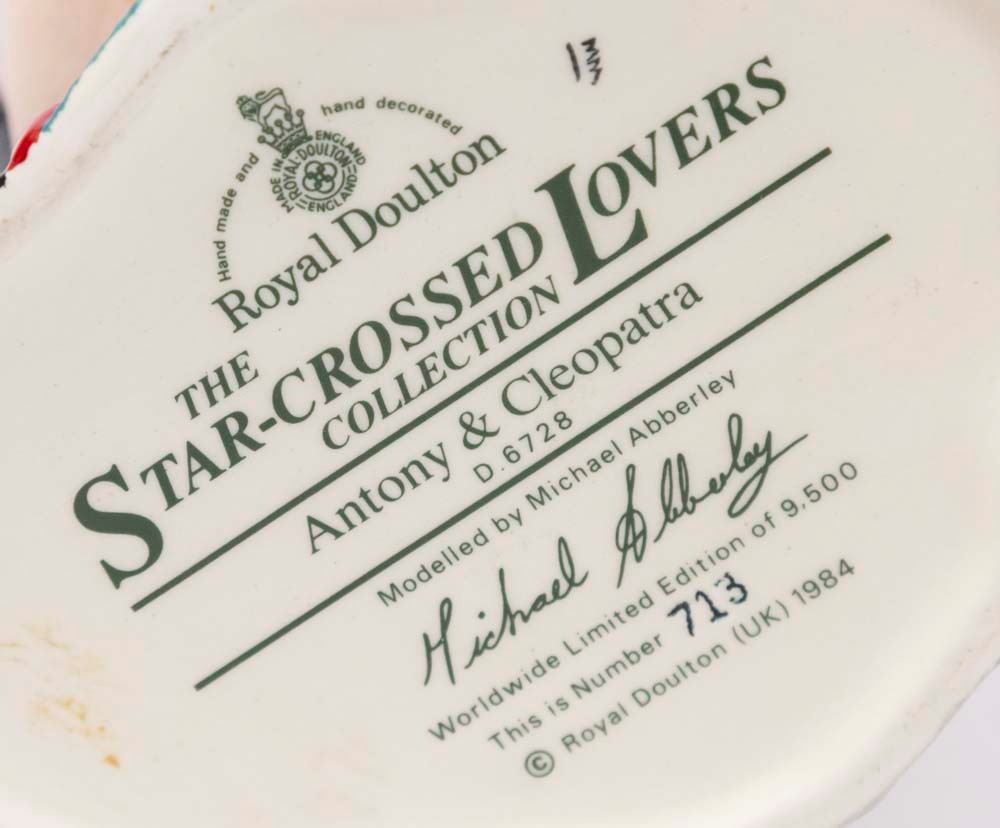 Hand made and hand decorated
MADE IN ENGLAND
ROYAL-DOULTON
ENGLAND
Royal Doulton
THE
STAR-CROSSED LOVERS
COLLECTION
Antony & Cleopatra
D.6728
Modelled by Michael Abberley
Michael Abberley
Worldwide Limited Edition of 9,500
This is Number 713
© Royal Doulton (UK) 1984